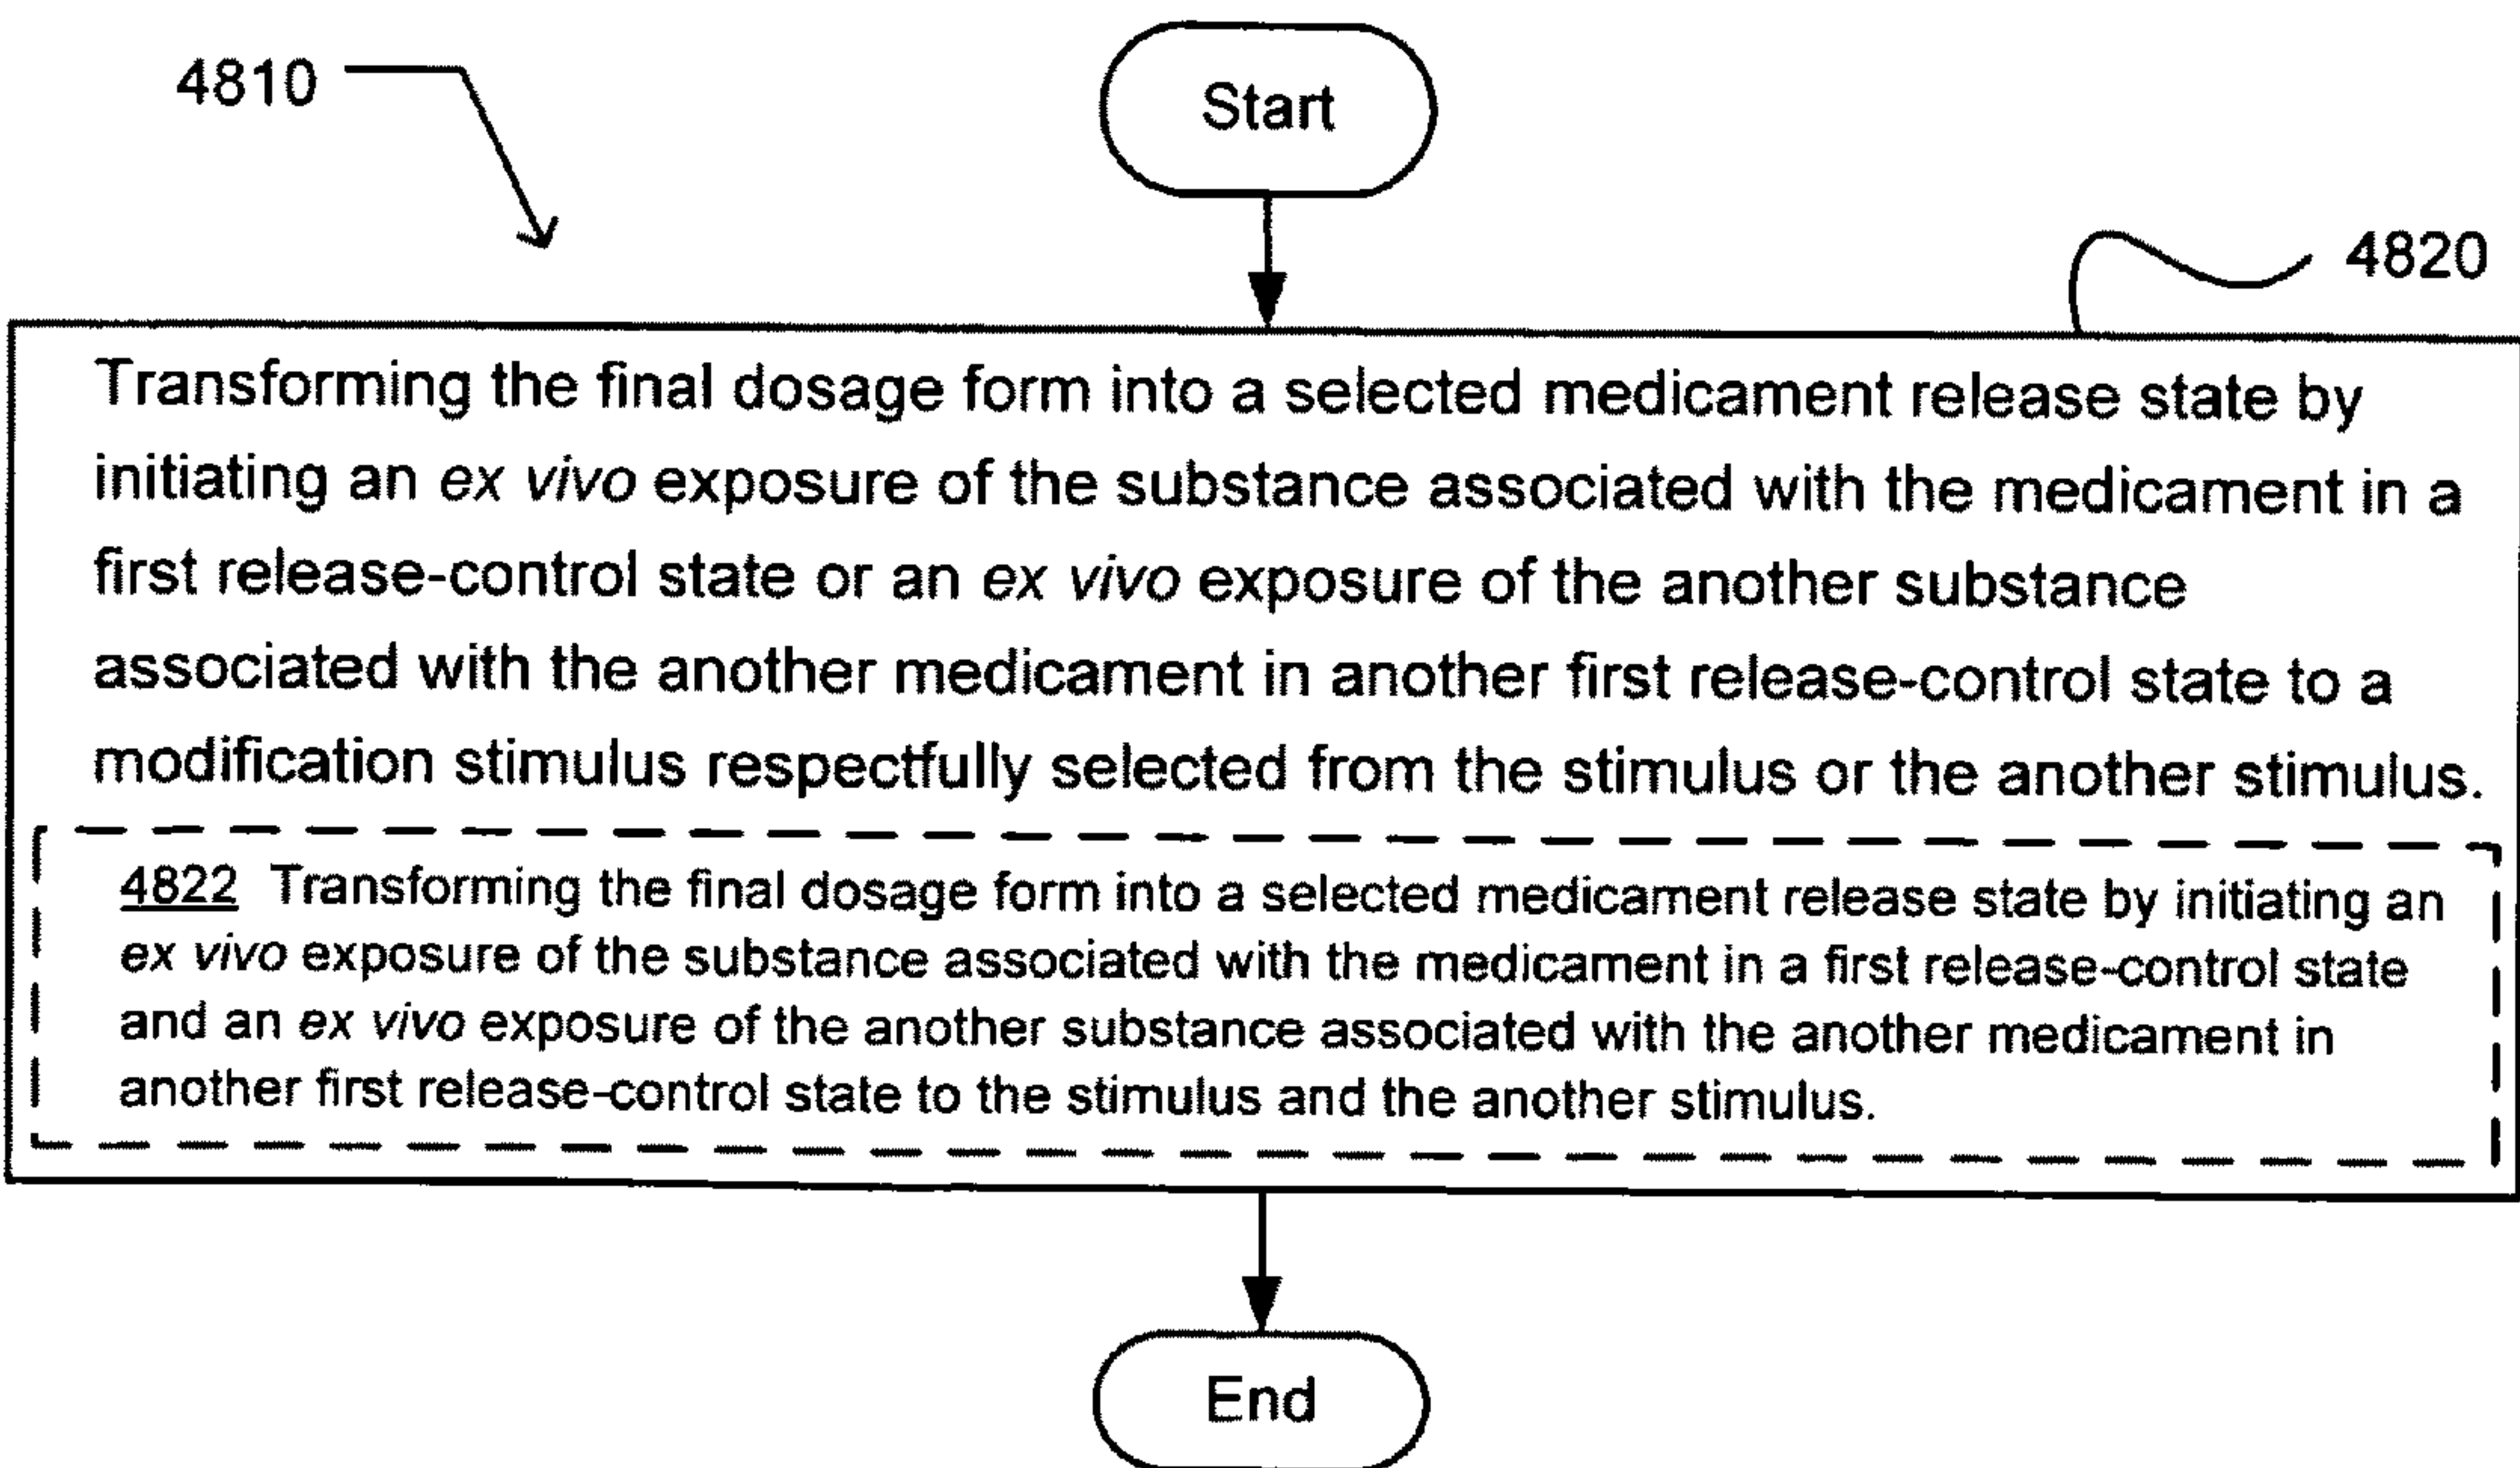 4810
Start
4820
Transforming the final dosage form into a selected medicament release state by
initiating an ex vivo exposure of the substance associated with the medicament in a
first release-control state or an ex vivo exposure of the another substance
associated with the another medicament in another first release-control state to a
modification stimulus respectfully selected from the stimulus or the another stimulus.
4822 Transforming the final dosage form into a selected medicament release state by initiating an
ex vivo exposure of the substance associated with the medicament in a first release-control state
and an ex vivo exposure of the another substance associated with the another medicament in
another first release-control state to the stimulus and the another stimulus.
End